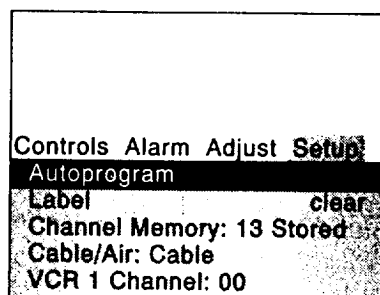 Controls Alarm Adjust Setup
Autoprogram
Label clear
Channel Memory: 13 Stored
Cable/Air: Cable
VCR 1 Channel: 00